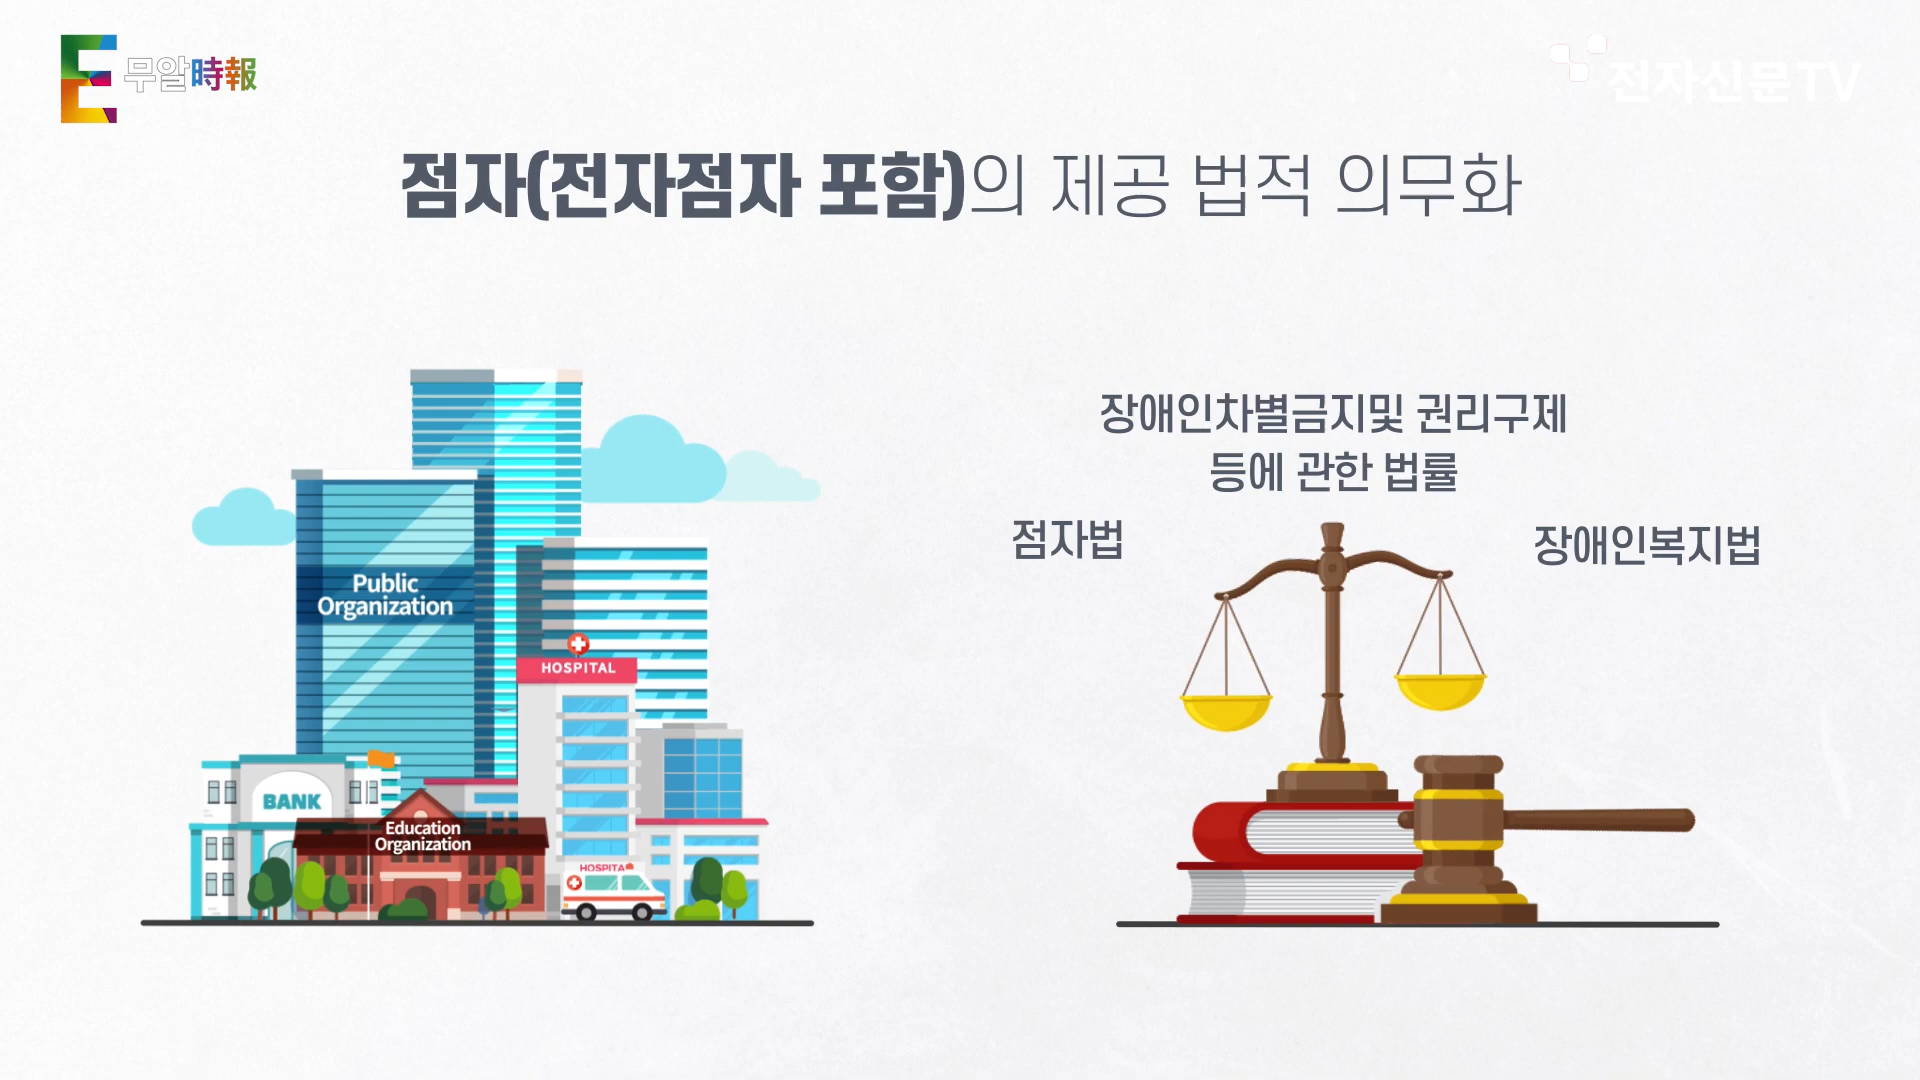 E
무알時報
전자신문TV
점자(전자점자 포함)의 제공 법적 의무화
Public
Organization
HOSPITAL
BANK
Education
Organization
HOSPITA
장애인차별금지및 권리구제
등에 관한 법률
점자법
장애인복지법